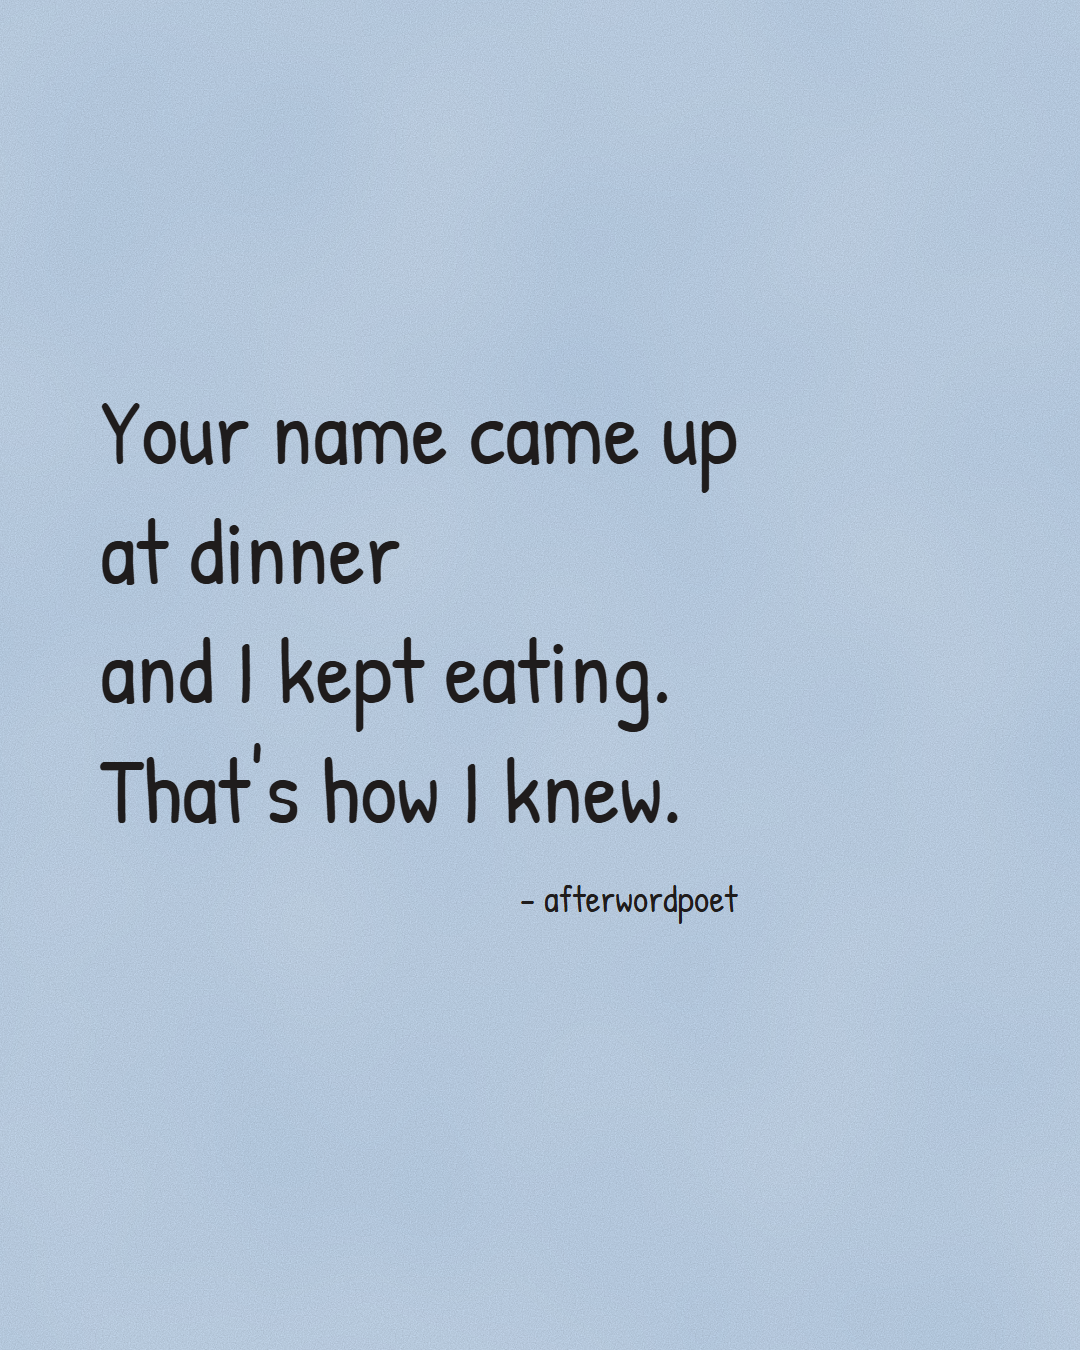 Your name came up
at dinner
and I kept eating.
That's how I knew.
- afterwordpoet